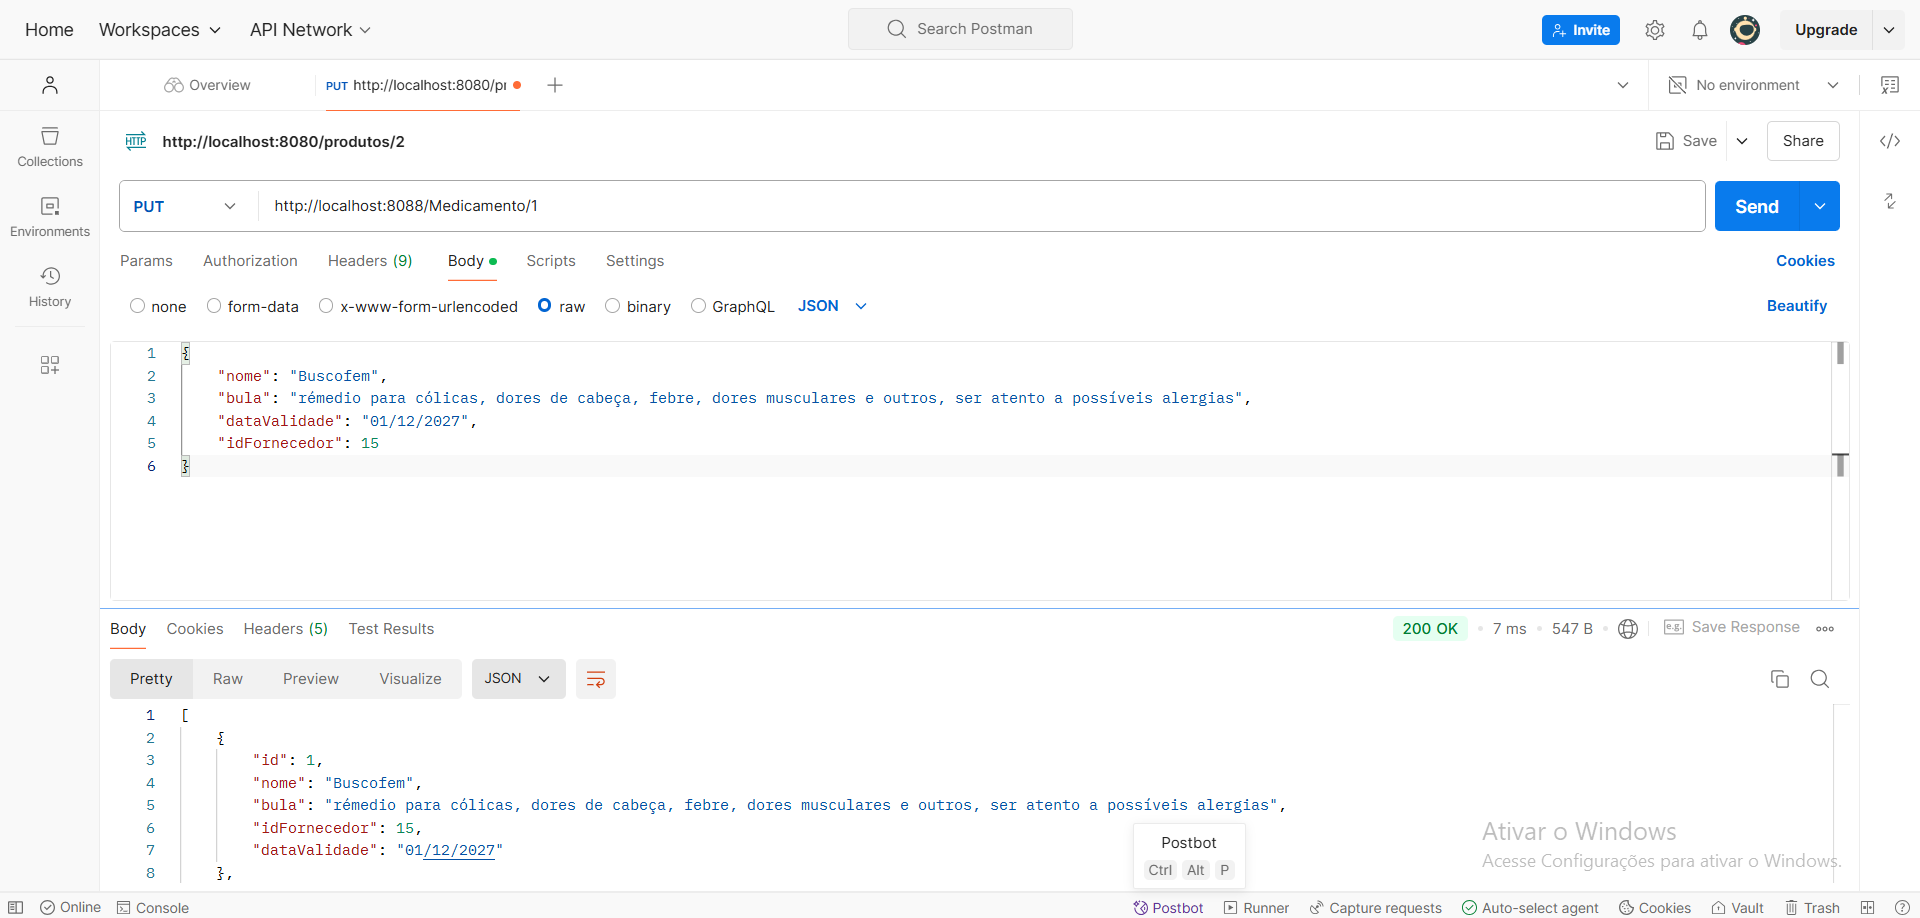 Home Workspaces API Network Search Postman Invite Upgrade
Overview PUT http://localhost:8080/pr No environment
HTTP http://localhost:8080/produtos/2 Save Share
Collections
PUT http://localhost:8088/Medicamento/1 Send
Environments
Params Authorization Headers (9) Body Scripts Settings Cookies
History
none form-data x-www-form-urlencoded raw binary GraphQL JSON Beautify
1 {
2 "nome": "Buscofem",
3 "bula": "rémedio para cólicas, dores de cabeça, febre, dores musculares e outros, ser atento a possíveis alergias",
4 "dataValidade": "01/12/2027",
5 "idFornecedor": 15
6 }
Body Cookies Headers (5) Test Results 200 OK • 7 ms • 547 B • e.g. Save Response
Pretty Raw Preview Visualize JSON
1 [
2 {
3 "id": 1,
4 "nome": "Buscofem",
5 "bula": "rémedio para cólicas, dores de cabeça, febre, dores musculares e outros, ser atento a possíveis alergias",
6 "idFornecedor": 15,
7 "dataValidade": "01/12/2027"
8 },
Postbot
Ctrl Alt P
Ativar o Windows
Acesse Configurações para ativar o Windows.
Online Console Postbot Runner Capture requests Auto-select agent Cookies Vault Trash